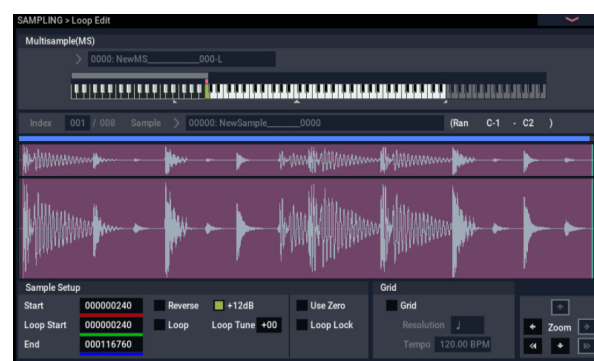 SAMPLING > Loop Edit
Multisample(MS)
0000: NewMS________000-L
Index 001 / 008 Sample 00000: NewSample____0000 (Ran C-1 - C2 )
Sample Setup Grid
Start 000000240 Reverse +12dB Use Zero Grid
Loop Start 000000240 Loop Loop Tune +00 Loop Lock Resolution ♩ Zoom
End 000116760 Tempo 120.00 BPM